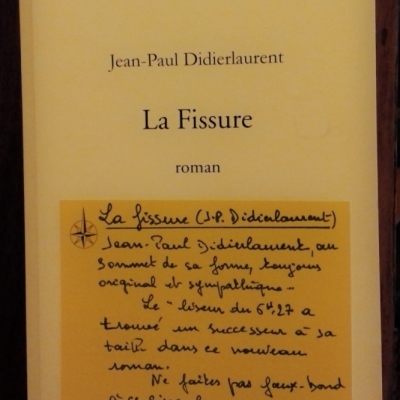 Jean-Paul Didierlaurent
La Fissure
roman
La fissure (J.P. Didierlaurent)
Jean-Paul Didierlaurent, au
sommet de sa forme, toujours
original et sympathique -
Le "liseur du 6h27 a
trouvé un successeur à sa
taille dans ce nouveau
roman.
Ne faites pas faux-bond